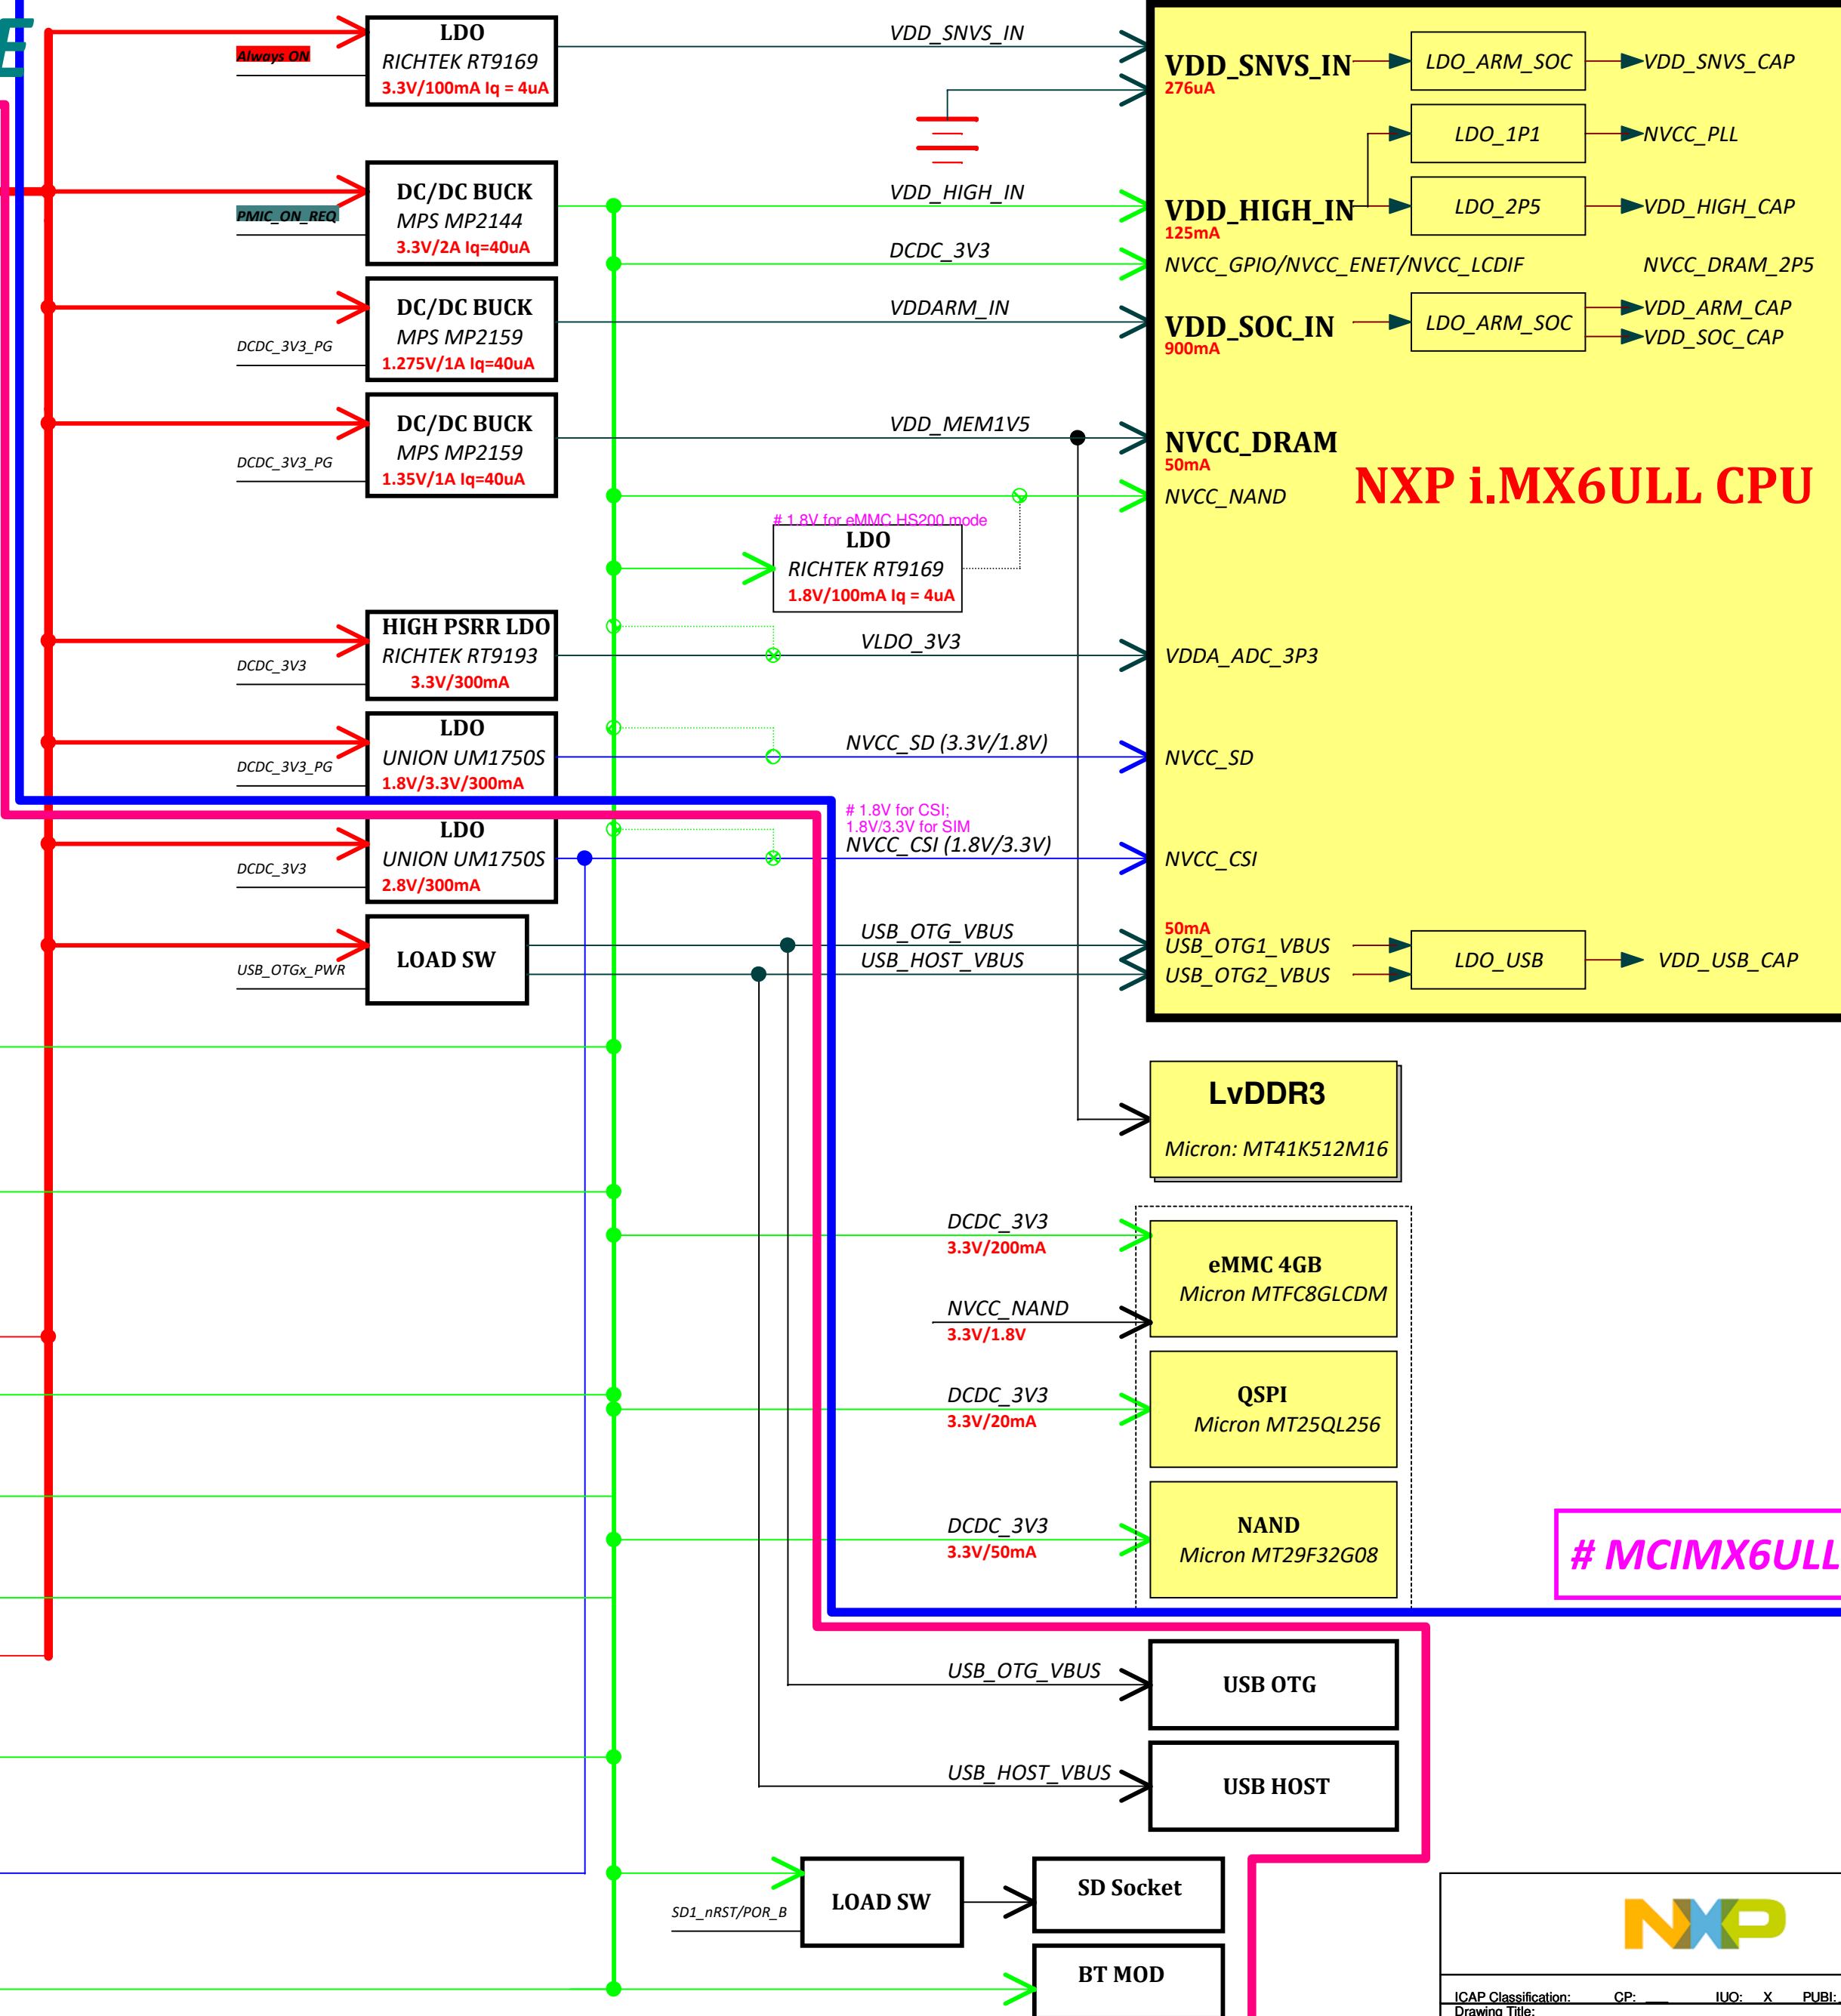 E
LDO
RICHTEK RT9169
3.3V/100mA Iq = 4uA
Always ON
VDD_SNVS_IN
VDD_SNVS_IN
276uA
LDO_ARM_SOC
VDD_SNVS_CAP
LDO_1P1
NVCC_PLL
DC/DC BUCK
MPS MP2144
3.3V/2A Iq=40uA
PMIC_ON_REQ
VDD_HIGH_IN
VDD_HIGH_IN
125mA
LDO_2P5
VDD_HIGH_CAP
DCDC_3V3
NVCC_GPIO/NVCC_ENET/NVCC_LCDIF
NVCC_DRAM_2P5
DC/DC BUCK
MPS MP2159
1.275V/1A Iq=40uA
DCDC_3V3_PG
VDDARM_IN
VDD_SOC_IN
900mA
LDO_ARM_SOC
VDD_ARM_CAP
VDD_SOC_CAP
DC/DC BUCK
MPS MP2159
1.35V/1A Iq=40uA
DCDC_3V3_PG
VDD_MEM1V5
NVCC_DRAM
50mA
NVCC_NAND
NXP i.MX6ULL CPU
# 1.8V for eMMC HS200 mode
LDO
RICHTEK RT9169
1.8V/100mA Iq = 4uA
HIGH PSRR LDO
RICHTEK RT9193
3.3V/300mA
DCDC_3V3
VLDO_3V3
VDDA_ADC_3P3
LDO
UNION UM1750S
1.8V/3.3V/300mA
DCDC_3V3_PG
NVCC_SD (3.3V/1.8V)
NVCC_SD
LDO
UNION UM1750S
2.8V/300mA
DCDC_3V3
# 1.8V for CSI;
1.8V/3.3V for SIM
NVCC_CSI (1.8V/3.3V)
NVCC_CSI
LOAD SW
USB_OTGx_PWR
USB_OTG_VBUS
USB_HOST_VBUS
50mA
USB_OTG1_VBUS
USB_OTG2_VBUS
LDO_USB
VDD_USB_CAP
LvDDR3
Micron: MT41K512M16
DCDC_3V3
3.3V/200mA
eMMC 4GB
Micron MTFC8GLCDM
NVCC_NAND
3.3V/1.8V
DCDC_3V3
3.3V/20mA
QSPI
Micron MT25QL256
DCDC_3V3
3.3V/50mA
NAND
Micron MT29F32G08
# MCIMX6ULL
USB_OTG_VBUS
USB OTG
USB_HOST_VBUS
USB HOST
LOAD SW
SD1_nRST/POR_B
SD Socket
BT MOD
NXP
ICAP Classification: CP: ___ IUO: X PUBI:
Drawing Title: